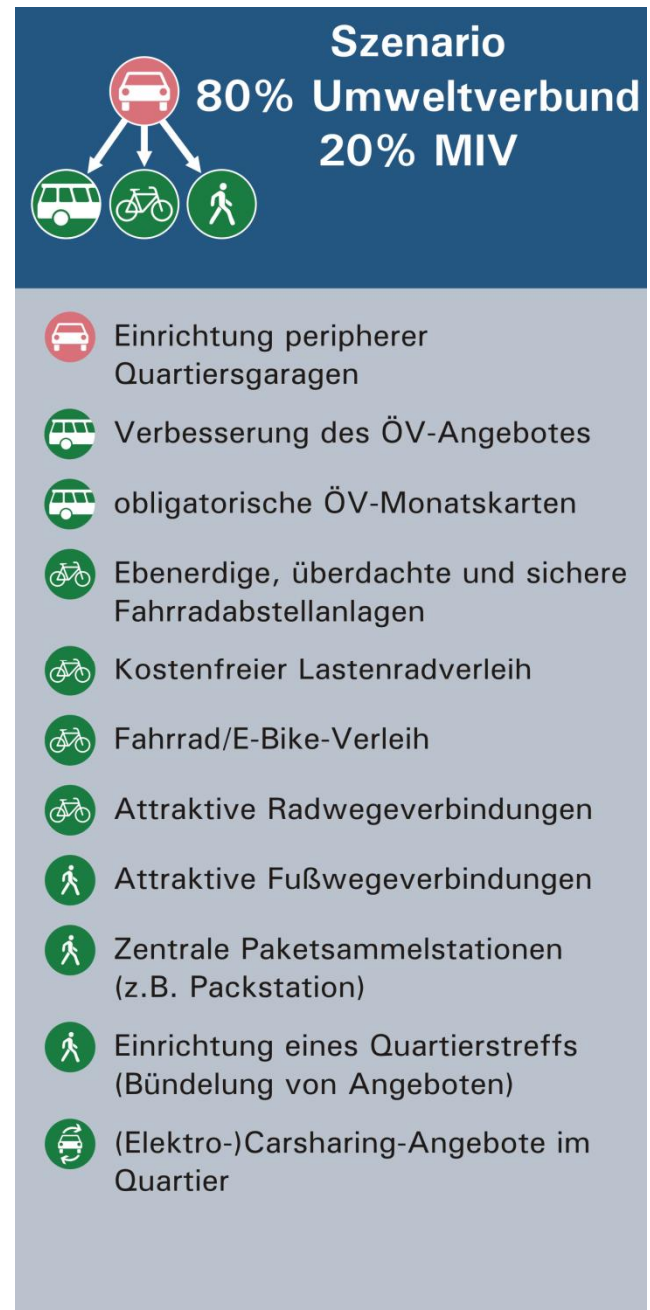 Szenario
80% Umweltverbund
20% MIV
Einrichtung peripherer
Quartiersgaragen
Verbesserung des ÖV-Angebotes
obligatorische ÖV-Monatskarten
Ebenerdige, überdachte und sichere
Fahrradabstellanlagen
Kostenfreier Lastenradverleih
Fahrrad/E-Bike-Verleih
Attraktive Radwegeverbindungen
Attraktive Fußwegeverbindungen
Zentrale Paketsammelstationen
(z.B. Packstation)
Einrichtung eines Quartierstreffs
(Bündelung von Angeboten)
(Elektro-)Carsharing-Angebote im
Quartier